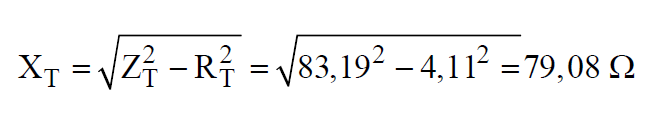 X_T = √(Z_T² − R_T²) = √(83,19² − 4,11²) = 79,08 Ω